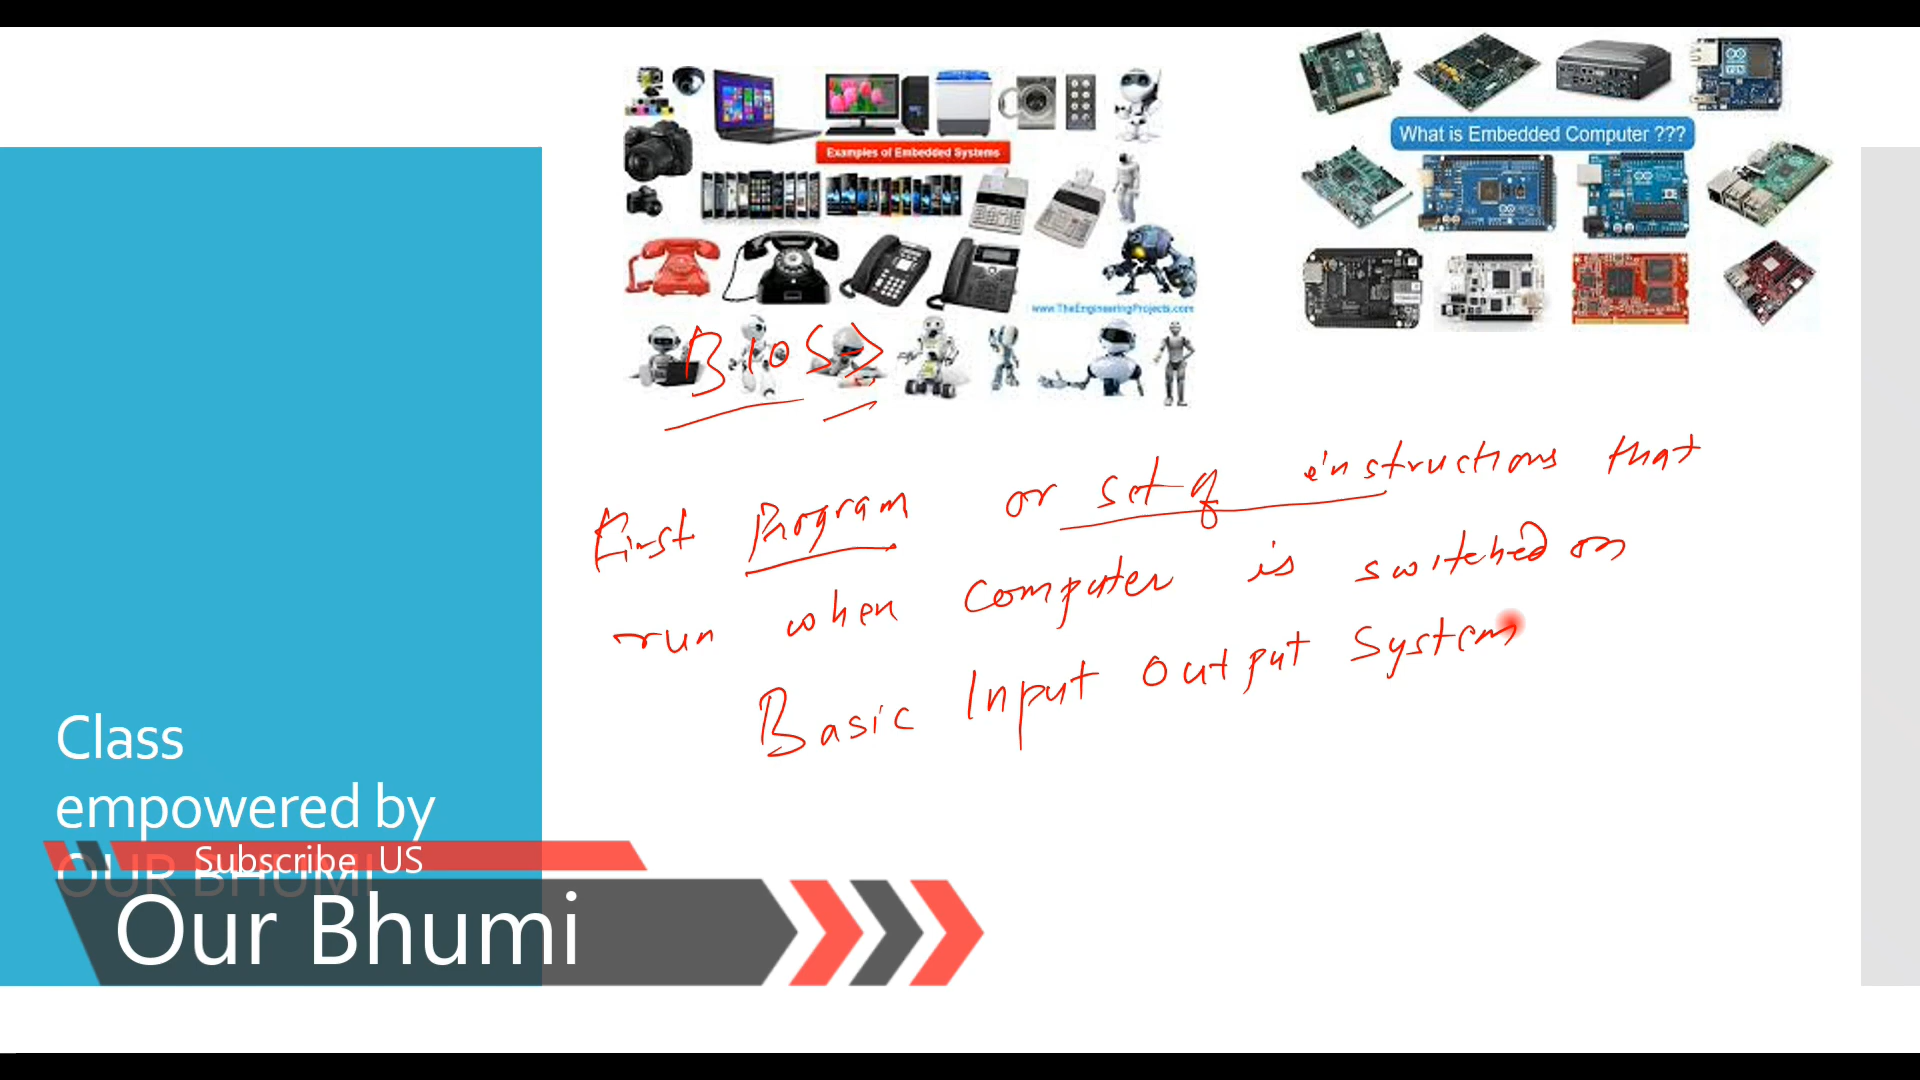 Examples of Embedded Systems
www.TheEngineeringProjects.com
What is Embedded Computer ???
BIOS
First Program or set of instructions that
run when computer is switched on
Basic Input Output System
Class
empowered by
OUR BHUMI
Subscribe US
Our Bhumi